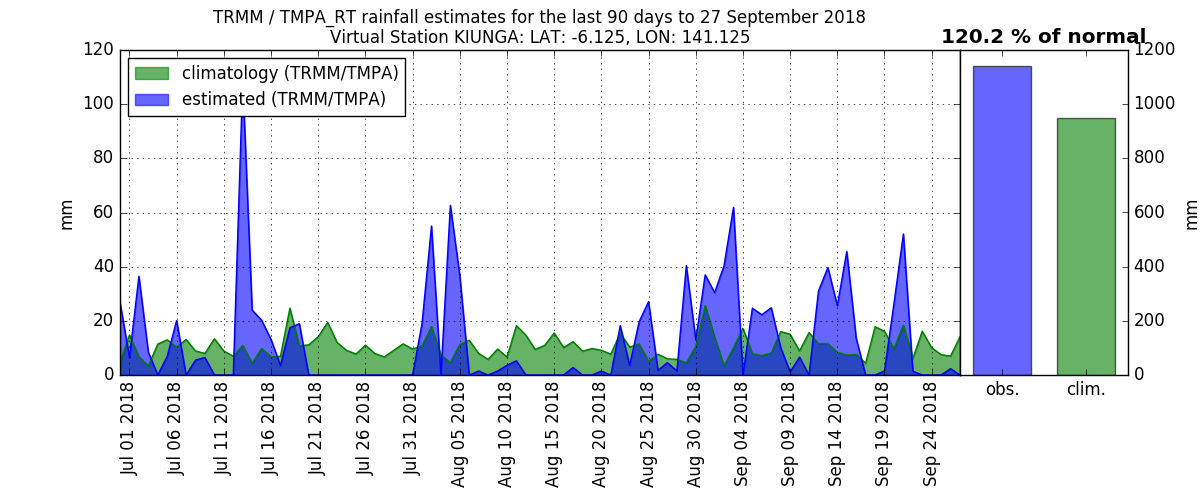 TRMM / TMPA_RT rainfall estimates for the last 90 days to 27 September 2018
Virtual Station KIUNGA: LAT: -6.125, LON: 141.125
120.2 % of normal
climatology (TRMM/TMPA)
estimated (TRMM/TMPA)
120
100
80
60
40
20
0
mm
Jul 01 2018
Jul 06 2018
Jul 11 2018
Jul 16 2018
Jul 21 2018
Jul 26 2018
Jul 31 2018
Aug 05 2018
Aug 10 2018
Aug 15 2018
Aug 20 2018
Aug 25 2018
Aug 30 2018
Sep 04 2018
Sep 09 2018
Sep 14 2018
Sep 19 2018
Sep 24 2018
obs.
clim.
1200
1000
800
600
400
200
0
mm